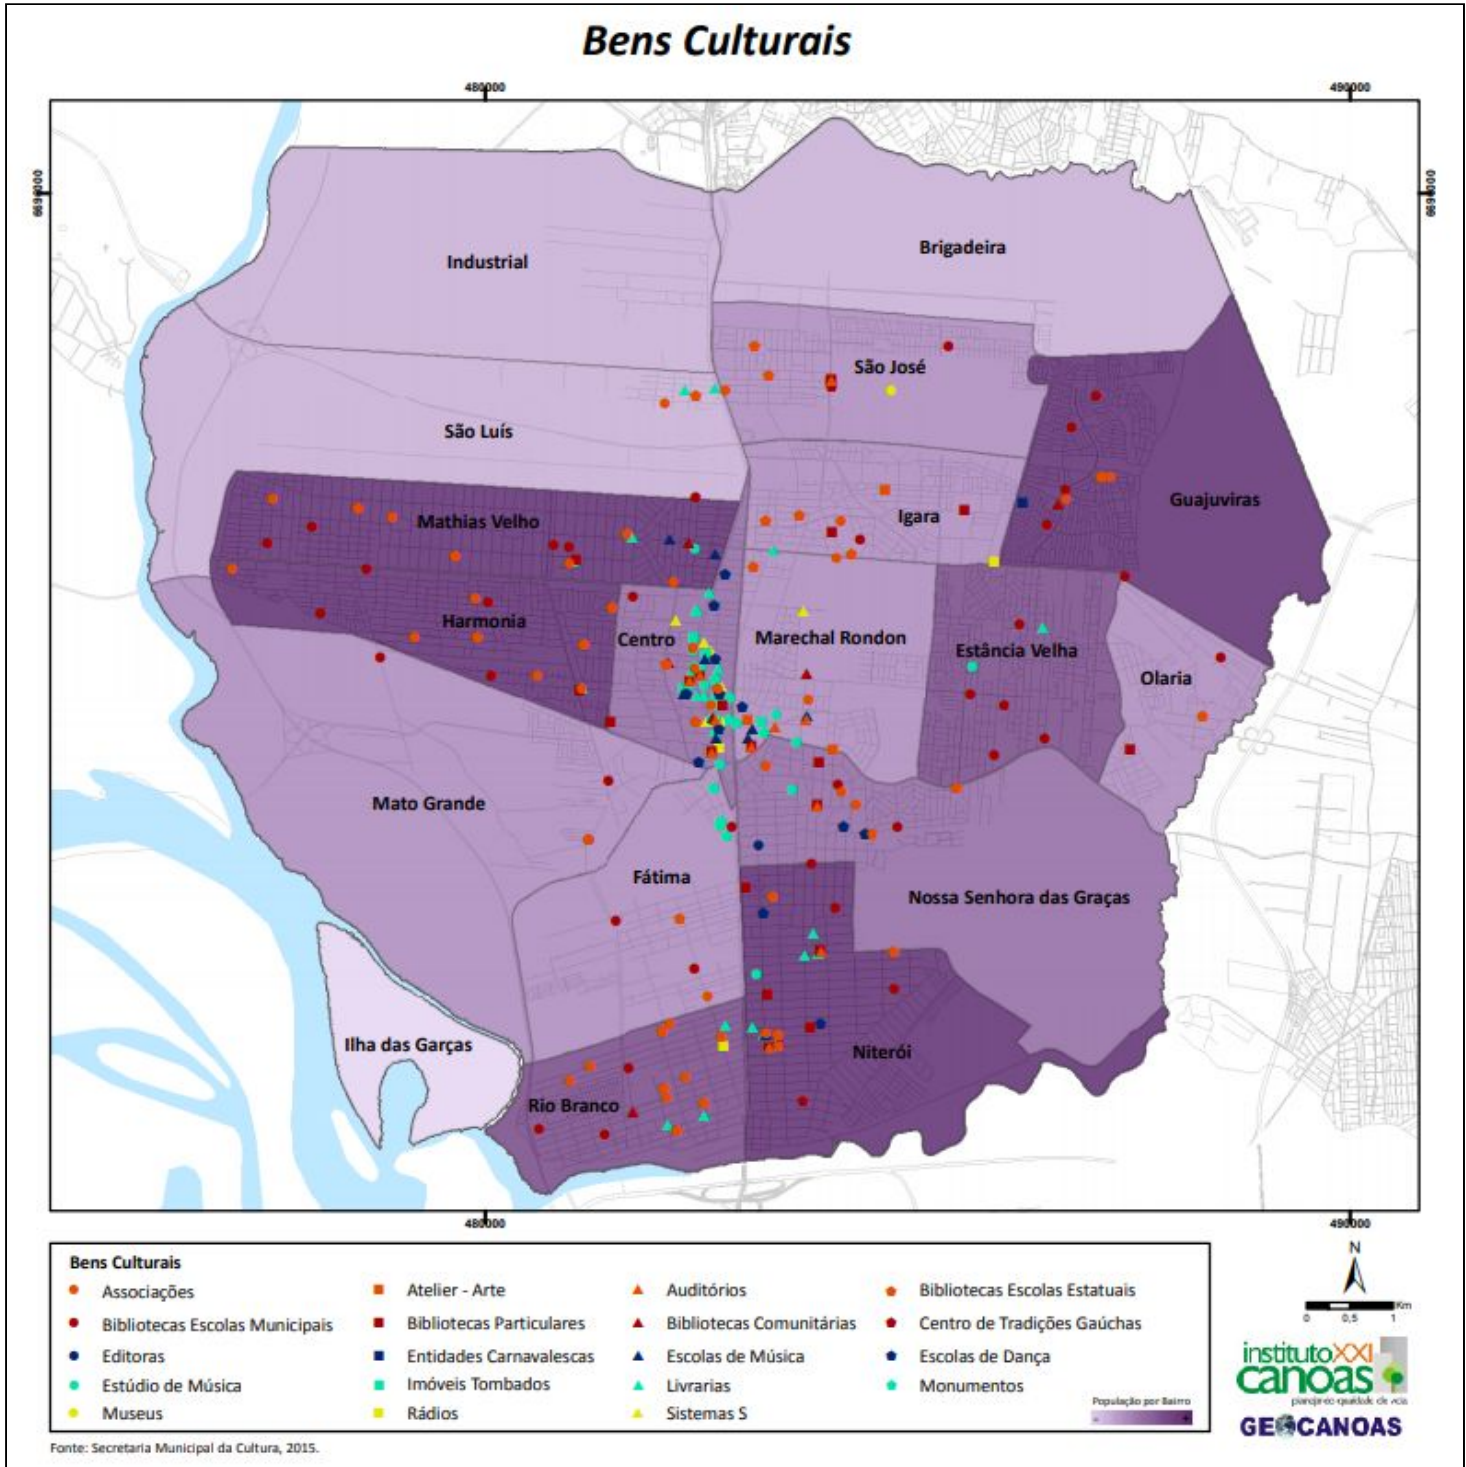 Bens Culturais
480000
490000
6690000
6690000
Industrial
Brigadeira
São José
São Luís
Mathias Velho
Igara
Guajuviras
Harmonia
Centro
Marechal Rondon
Estância Velha
Olaria
Mato Grande
Fátima
Nossa Senhora das Graças
Ilha das Garças
Niterói
Rio Branco
480000
490000
Bens Culturais
Associações
Atelier - Arte
Auditórios
Bibliotecas Escolas Estatuais
Bibliotecas Escolas Municipais
Bibliotecas Particulares
Bibliotecas Comunitárias
Centro de Tradições Gaúchas
Editoras
Entidades Carnavalescas
Escolas de Música
Escolas de Dança
Estúdio de Música
Imóveis Tombados
Livrarias
Monumentos
Museus
Rádios
Sistemas S
População por Bairro
- +
N
Km
0 0,5 1
instituto XXI
canoas
GEOCANOAS
Fonte: Secretaria Municipal da Cultura, 2015.